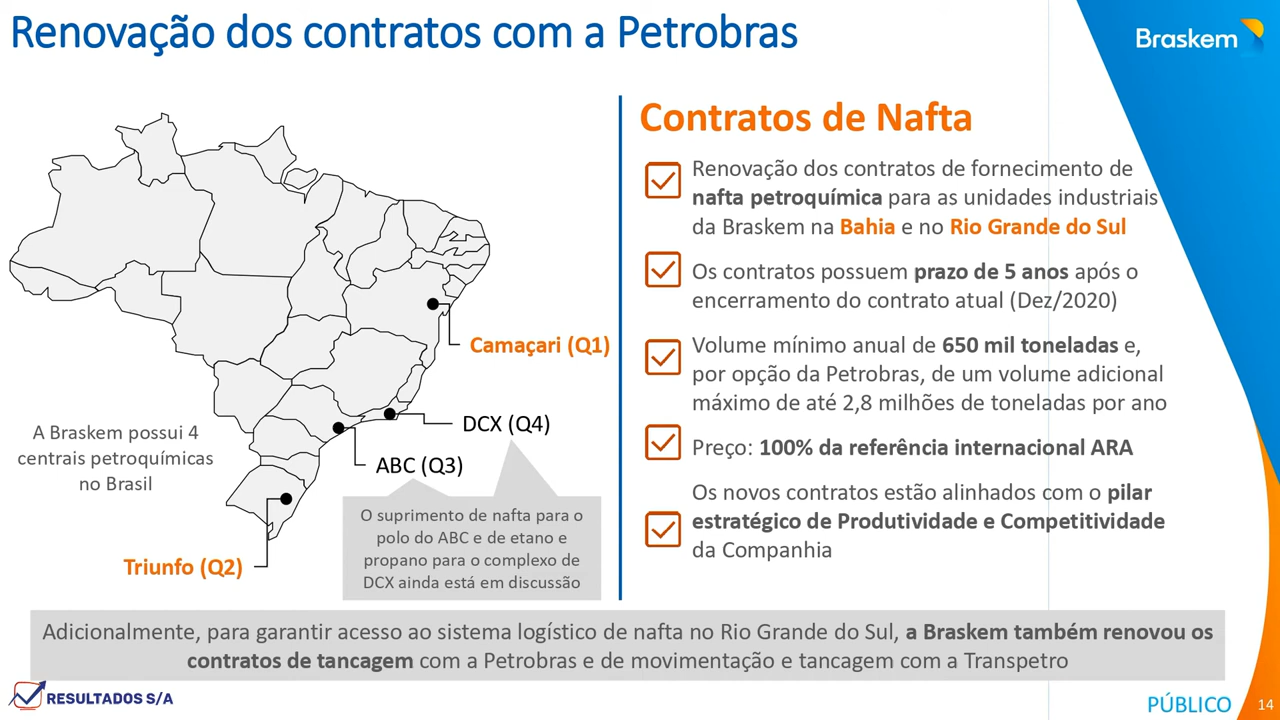 Renovação dos contratos com a Petrobras
Braskem
Contratos de Nafta
Renovação dos contratos de fornecimento de
nafta petroquímica para as unidades industriais
da Braskem na Bahia e no Rio Grande do Sul
Os contratos possuem prazo de 5 anos após o
encerramento do contrato atual (Dez/2020)
Volume mínimo anual de 650 mil toneladas e,
por opção da Petrobras, de um volume adicional
máximo de até 2,8 milhões de toneladas por ano
Preço: 100% da referência internacional ARA
Os novos contratos estão alinhados com o pilar
estratégico de Produtividade e Competitividade
da Companhia
Camaçari (Q1)
DCX (Q4)
ABC (Q3)
Triunfo (Q2)
A Braskem possui 4
centrais petroquímicas
no Brasil
O suprimento de nafta para o
polo do ABC e de etano e
propano para o complexo de
DCX ainda está em discussão
Adicionalmente, para garantir acesso ao sistema logístico de nafta no Rio Grande do Sul, a Braskem também renovou os
contratos de tancagem com a Petrobras e de movimentação e tancagem com a Transpetro
RESULTADOS S/A
PÚBLICO
14